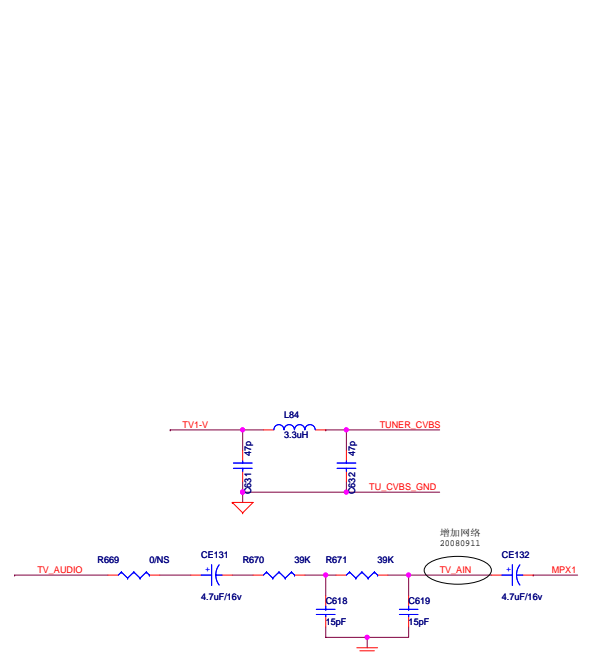 L84
TV1-V
TUNER_CVBS
3.3uH
47p
47p
C631
C632
TU_CVBS_GND
增加网络
20080911
R669
0/NS
CE131
R670
39K
R671
39K
CE132
TV_AUDIO
TV_AIN
MPX1
4.7uF/16v
C618
C619
4.7uF/16v
15pF
15pF